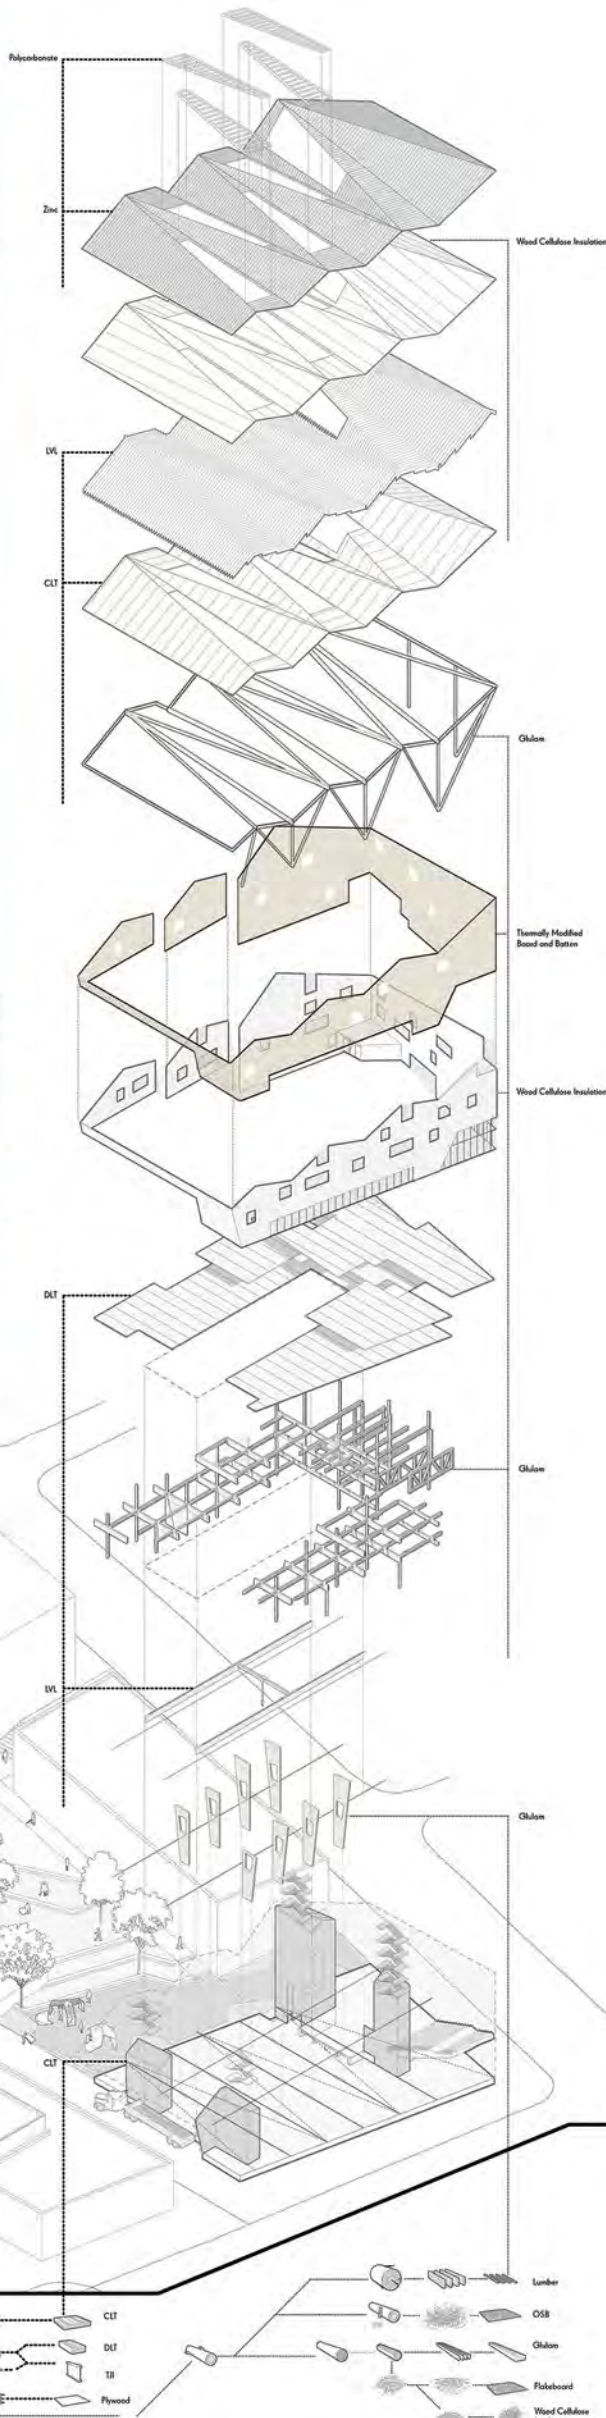 Polycarbonate
Zinc
Wood Cellulose Insulation
LVL
CLT
Glulam
Thermally Modified
Board and Batten
Wood Cellulose Insulation
DLT
Glulam
LVL
Glulam
CLT
Lumber
CLT
OSB
DLT
Glulam
TJI
Flakeboard
Plywood
Wood Cellulose